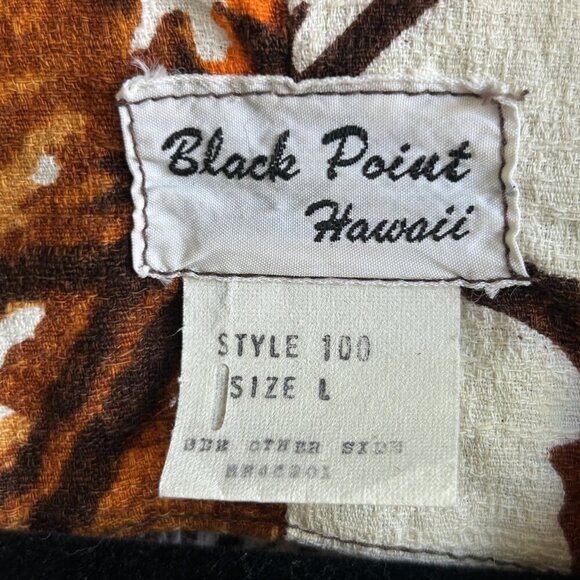 Black Point
Hawaii
STYLE 100
SIZE L
SEE OTHER SIDE